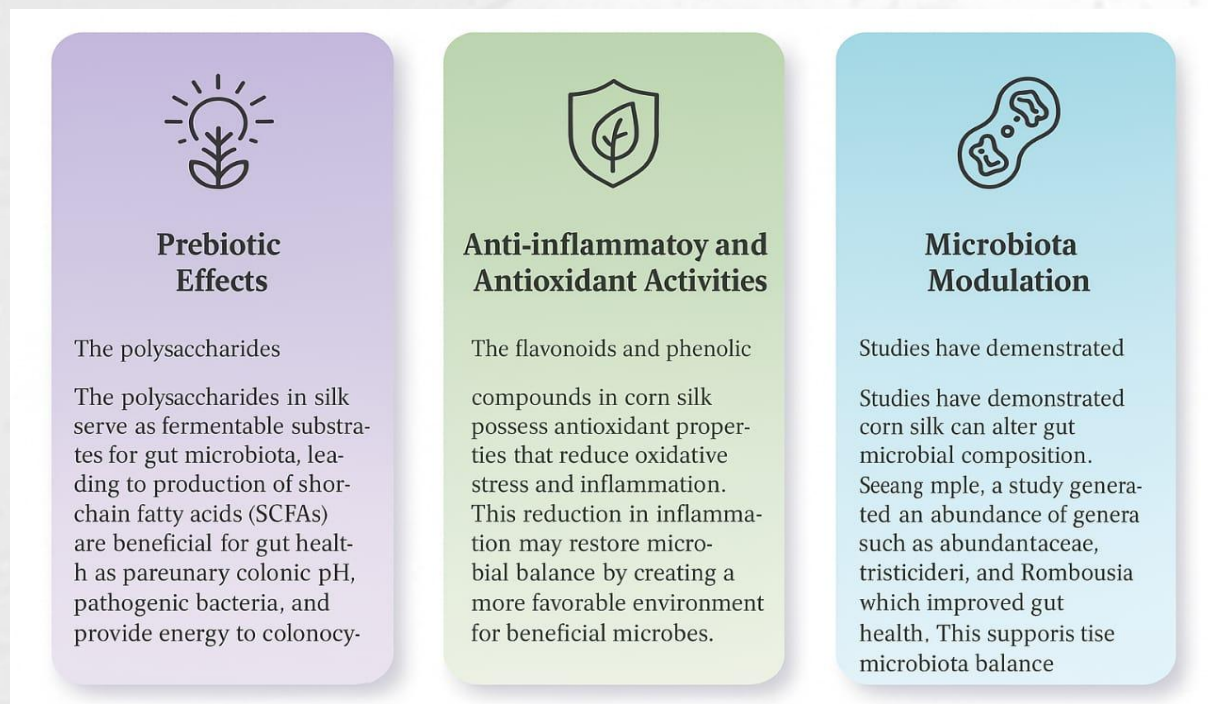 Prebiotic
Effects
The polysaccharides
The polysaccharides in silk
serve as fermentable substra-
tes for gut microbiota, lea-
ding to production of shor-
chain fatty acids (SCFAs)
are beneficial for gut healt-
h as pareunary colonic pH,
pathogenic bacteria, and
provide energy to colonocy-
Anti-inflammatoy and
Antioxidant Activities
The flavonoids and phenolic
compounds in corn silk
possess antioxidant proper-
ties that reduce oxidative
stress and inflammation.
This reduction in inflamma-
tion may restore micro-
bial balance by creating a
more favorable environment
for beneficial microbes.
Microbiota
Modulation
Studies have demenstrated
Studies have demonstrated
corn silk can alter gut
microbial composition.
Seeang mple, a study genera-
ted an abundance of genera
such as abundantaceae,
tristicideri, and Rombousia
which improved gut
health. This supporis tise
microbiota balance